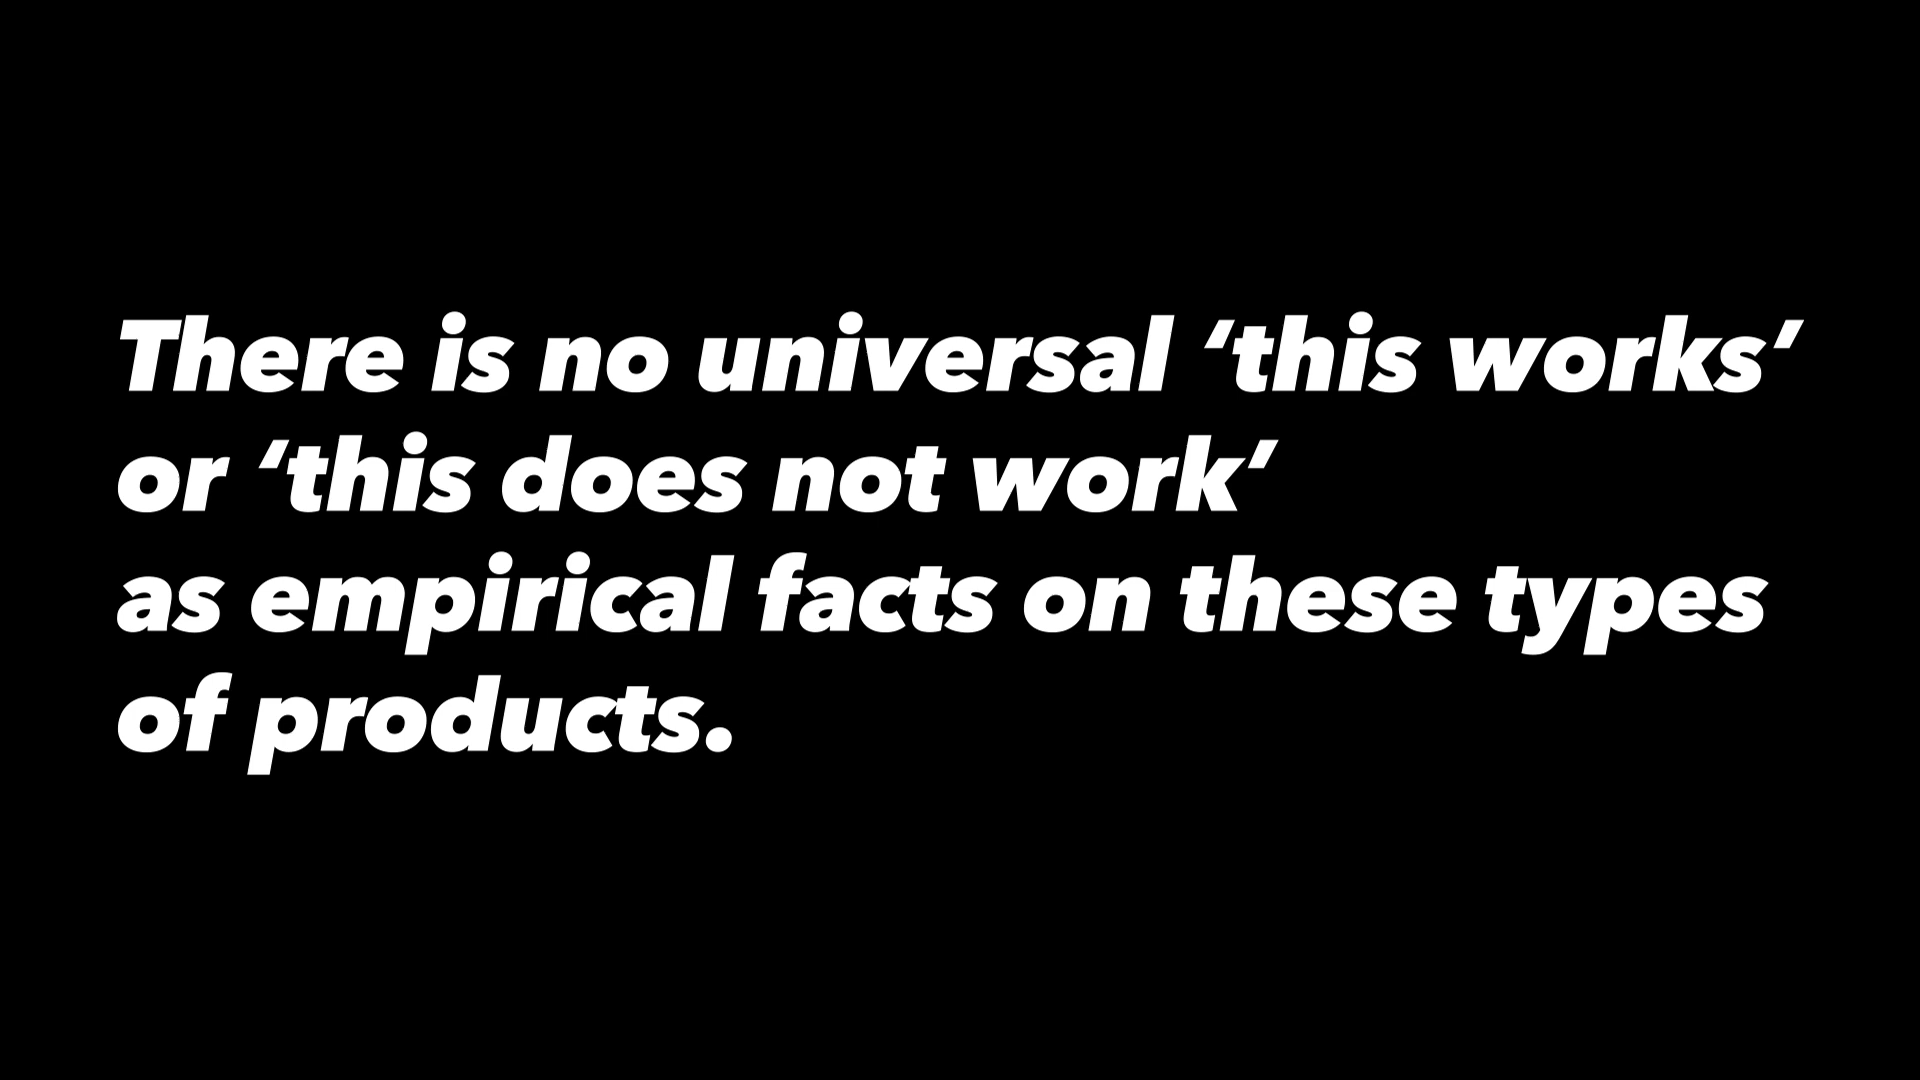 There is no universal ‘this works’
or ‘this does not work’
as empirical facts on these types
of products.